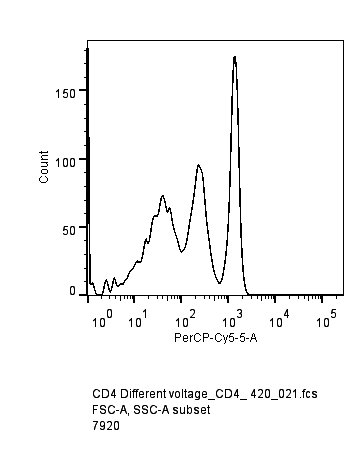 150
100
50
0
Count
10^0 10^1 10^2 10^3 10^4 10^5
PerCP-Cy5-5-A
CD4 Different voltage_CD4_ 420_021.fcs
FSC-A, SSC-A subset
7920